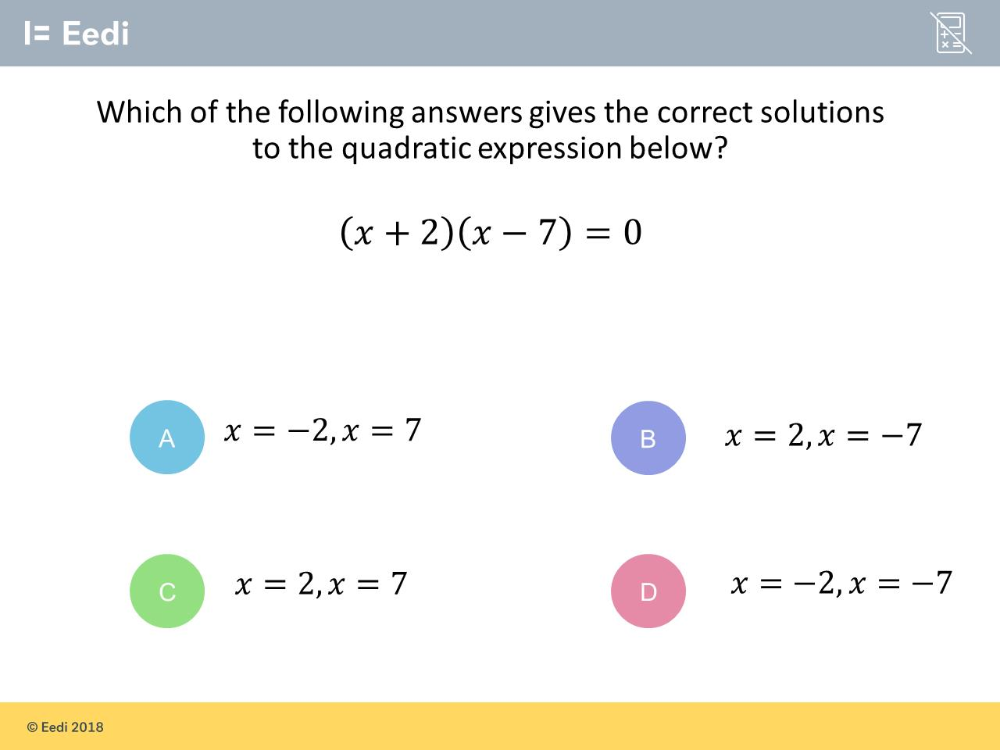 Eedi
Which of the following answers gives the correct solutions
to the quadratic expression below?
(x + 2)(x − 7) = 0
A x = −2, x = 7
B x = 2, x = −7
C x = 2, x = 7
D x = −2, x = −7
© Eedi 2018